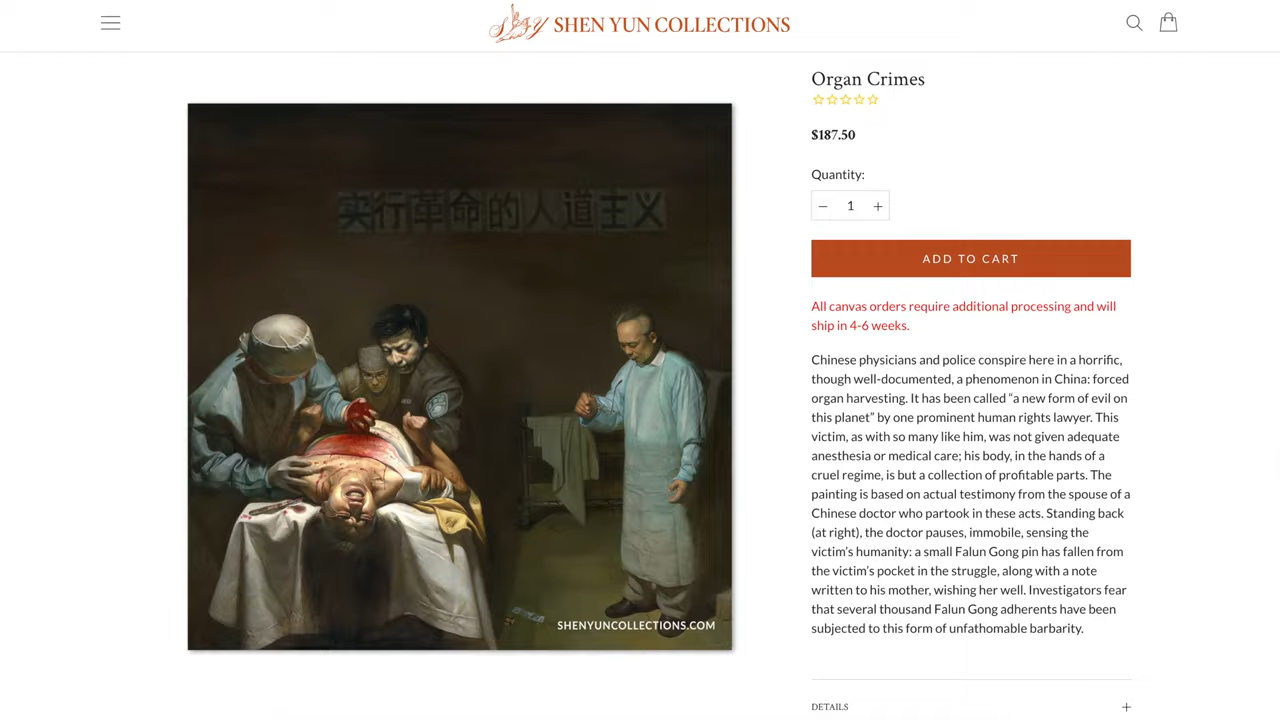 SHEN YUN COLLECTIONS
Organ Crimes
$187.50
Quantity:
− 1 +
ADD TO CART
All canvas orders require additional processing and will
ship in 4-6 weeks.
实行革命的人道主义
Chinese physicians and police conspire here in a horrific,
though well-documented, a phenomenon in China: forced
organ harvesting. It has been called “a new form of evil on
this planet” by one prominent human rights lawyer. This
victim, as with so many like him, was not given adequate
anesthesia or medical care; his body, in the hands of a
cruel regime, is but a collection of profitable parts. The
painting is based on actual testimony from the spouse of a
Chinese doctor who partook in these acts. Standing back
(at right), the doctor pauses, immobile, sensing the
victim’s humanity: a small Falun Gong pin has fallen from
the victim’s pocket in the struggle, along with a note
written to his mother, wishing her well. Investigators fear
that several thousand Falun Gong adherents have been
subjected to this form of unfathomable barbarity.
SHENYUNCOLLECTIONS.COM
DETAILS +